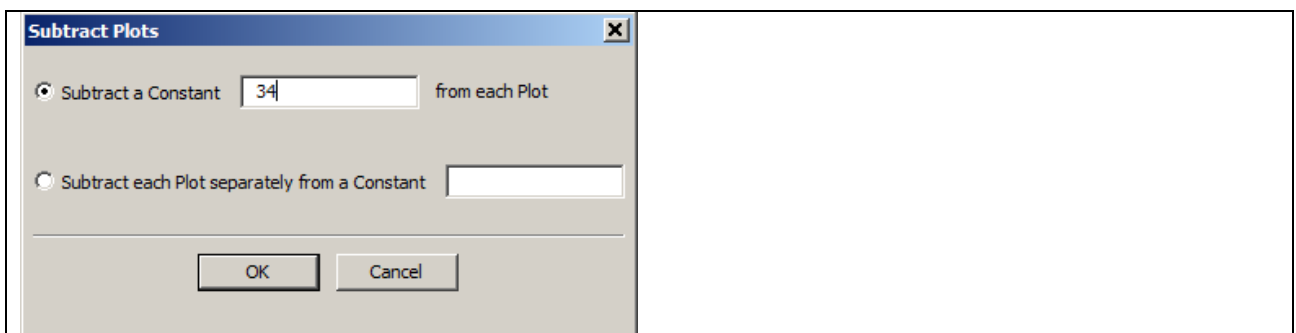 Subtract Plots
Subtract a Constant 34 from each Plot
Subtract each Plot separately from a Constant
OK Cancel